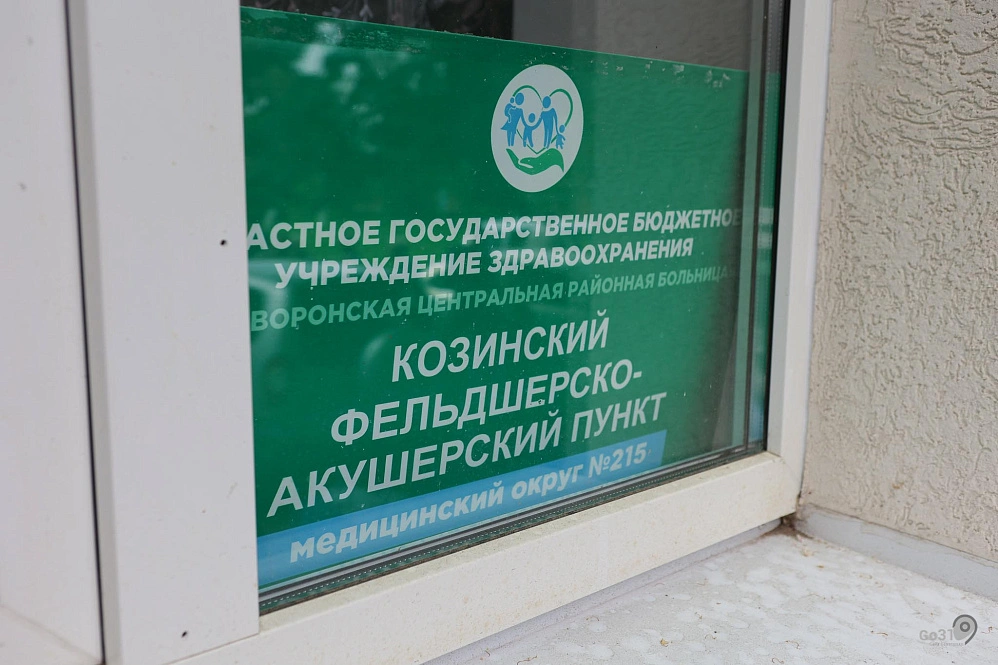 АСТНОЕ ГОСУДАРСТВЕННОЕ БЮДЖЕТНОЕ
УЧРЕЖДЕНИЕ ЗДРАВООХРАНЕНИЯ
ВОРОНСКАЯ ЦЕНТРАЛЬНАЯ РАЙОННАЯ БОЛЬНИЦА
КОЗИНСКИЙ
ФЕЛЬДШЕРСКО-
АКУШЕРСКИЙ ПУНКТ
медицинский округ №215
Go31